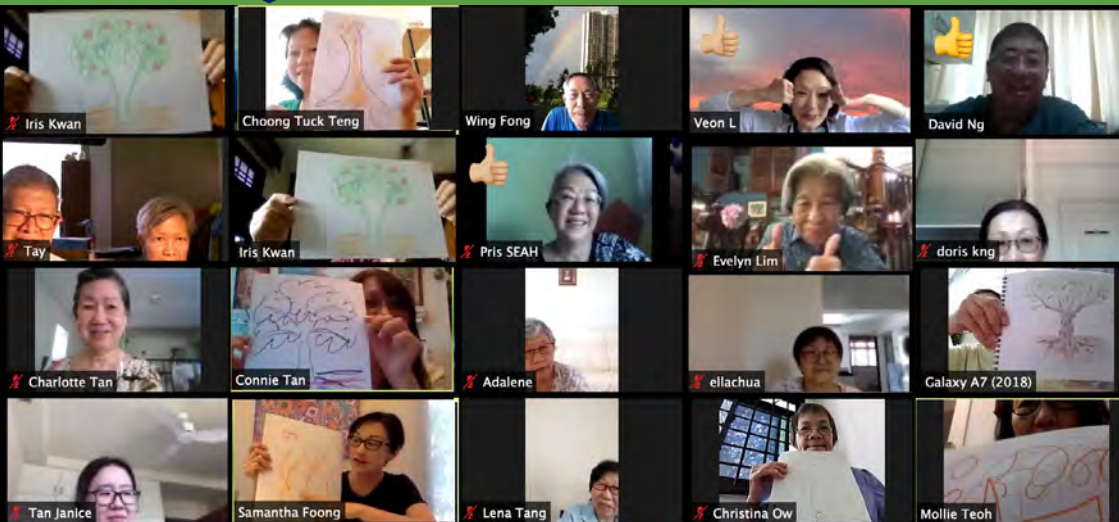 Iris Kwan
Choong Tuck Teng
Wing Fong
Veon L
David Ng
Tay
Iris Kwan
Pris SEAH
Evelyn Lim
doris kng
Charlotte Tan
Connie Tan
Adalene
ellachua
Galaxy A7 (2018)
Tan Janice
Samantha Foong
Lena Tang
Christina Ow
Mollie Teoh